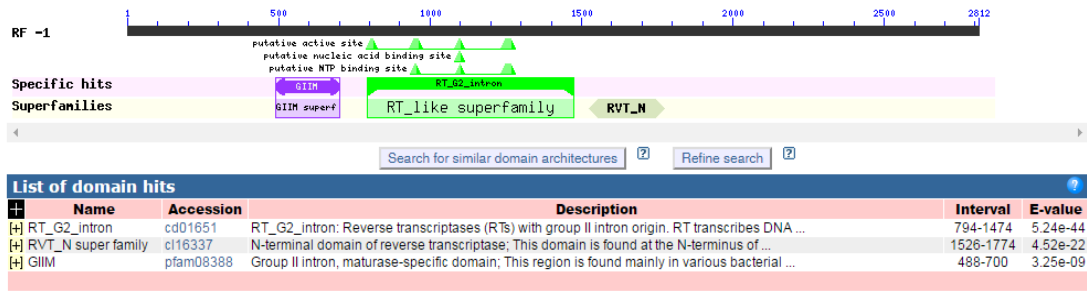 1 500 1000 1500 2000 2500 2812
RF -1
putative active site
putative nucleic acid binding site
putative NTP binding site
Specific hits GIIM RT_G2_intron
Superfamilies GIIM superf RT_like superfamily RVT_N
Search for similar domain architectures ? Refine search ?
List of domain hits ?
+ Name Accession Description Interval E-value
[+] RT_G2_intron cd01651 RT_G2_intron: Reverse transcriptases (RTs) with group II intron origin. RT transcribes DNA ... 794-1474 5.24e-44
[+] RVT_N super family cl16337 N-terminal domain of reverse transcriptase; This domain is found at the N-terminus of ... 1526-1774 4.52e-22
[+] GIIM pfam08388 Group II intron, maturase-specific domain; This region is found mainly in various bacterial ... 488-700 3.25e-09